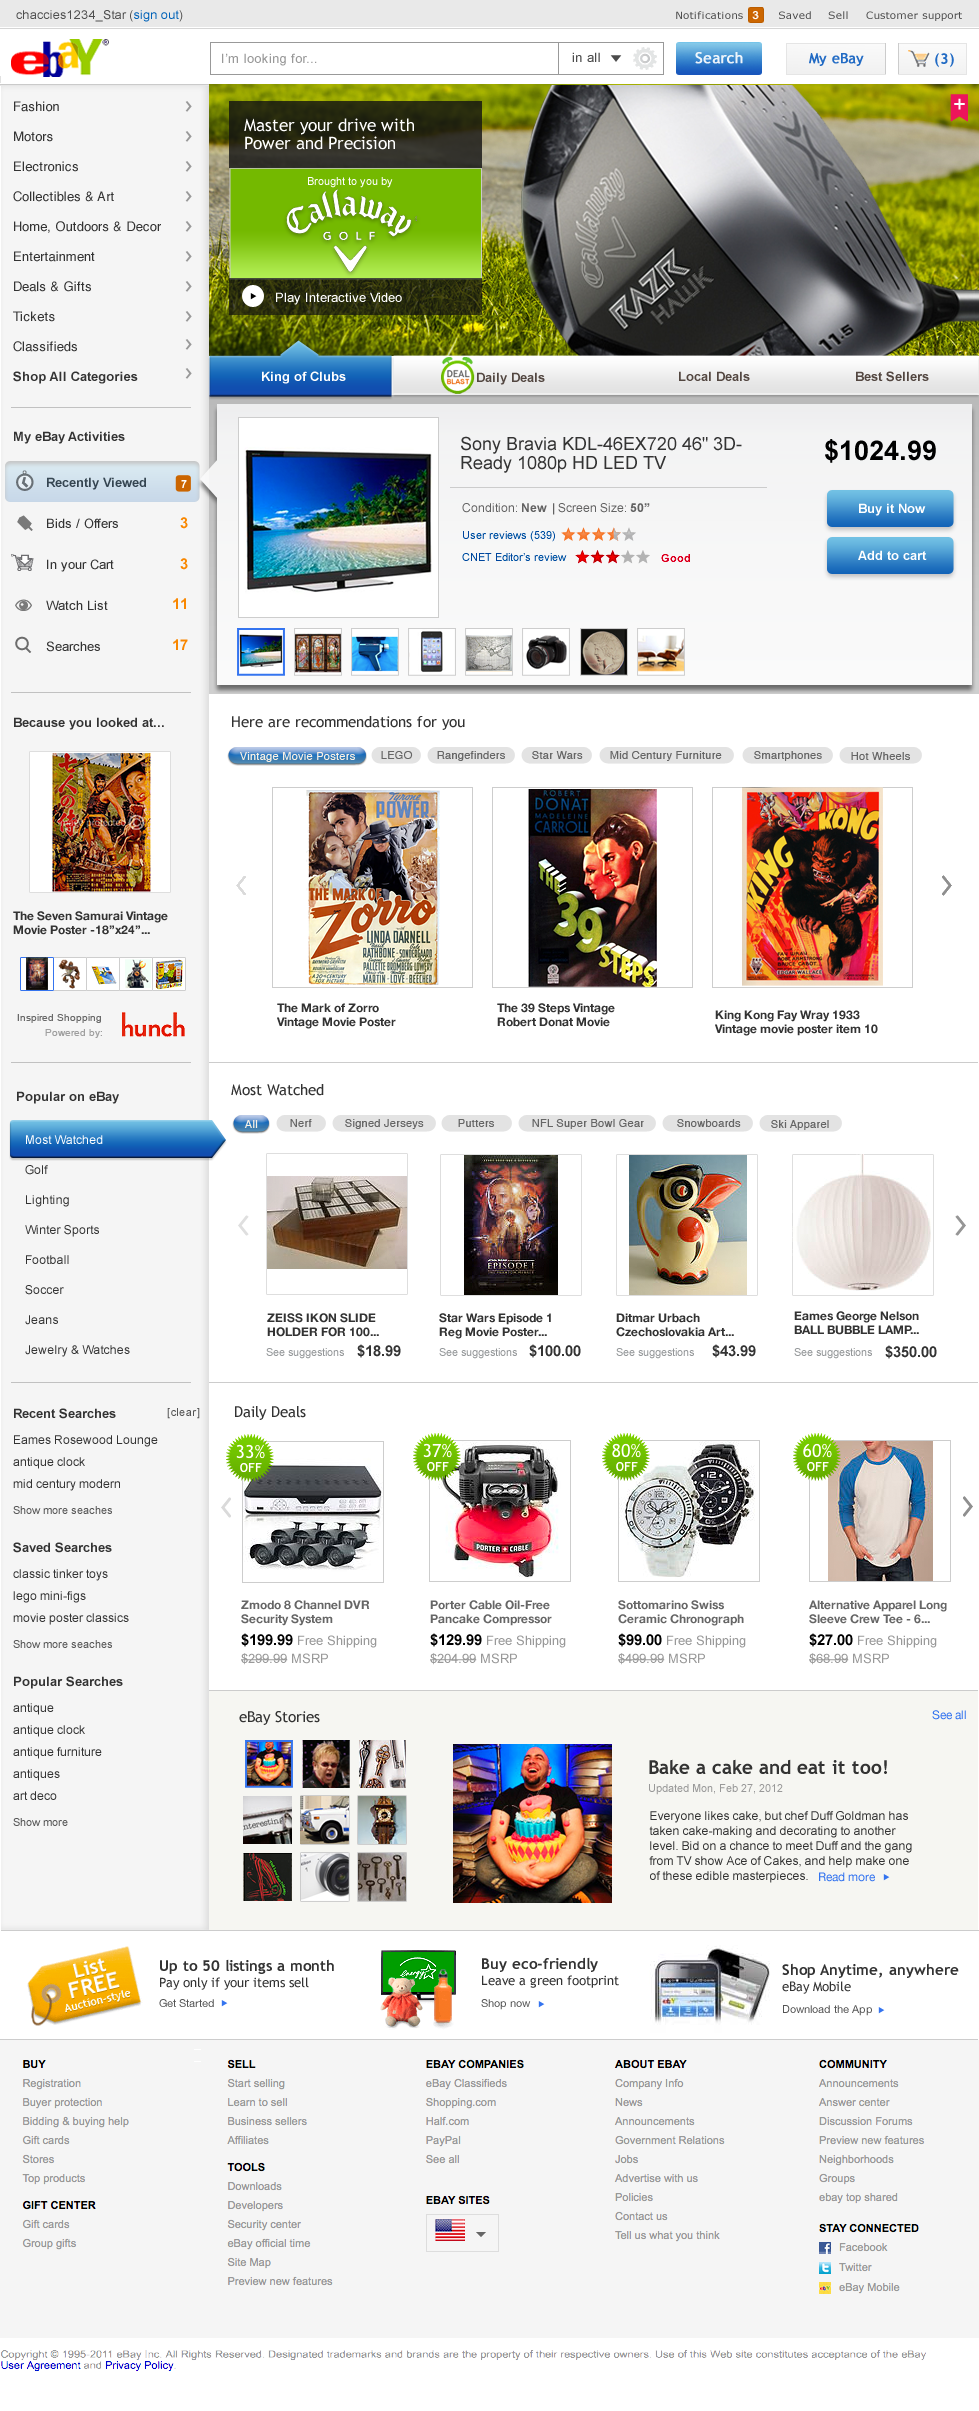 chaccies1234_Star (sign out)
Notifications 3 Saved Sell Customer support
ebaY®
I'm looking for...
in all
Search
My eBay
(3)
Fashion
Motors
Electronics
Collectibles & Art
Home, Outdoors & Decor
Entertainment
Deals & Gifts
Tickets
Classifieds
Shop All Categories
My eBay Activities
Recently Viewed 7
Bids / Offers 3
In your Cart 3
Watch List 11
Searches 17
Because you looked at...
The Seven Samurai Vintage
Movie Poster -18"x24"...
Inspired Shopping
Powered by:
hunch
Popular on eBay
Most Watched
Golf
Lighting
Winter Sports
Football
Soccer
Jeans
Jewelry & Watches
Recent Searches [clear]
Eames Rosewood Lounge
antique clock
mid century modern
Show more seaches
Saved Searches
classic tinker toys
lego mini-figs
movie poster classics
Show more seaches
Popular Searches
antique
antique clock
antique furniture
antiques
art deco
Show more
Master your drive with
Power and Precision
Brought to you by
Callaway
GOLF
Play Interactive Video
Callaway
RAZR
HAWK
11.5
King of Clubs
DEAL
BLAST
Daily Deals
Local Deals
Best Sellers
Sony Bravia KDL-46EX720 46" 3D-
Ready 1080p HD LED TV
$1024.99
Condition: New | Screen Size: 50"
User reviews (539)
CNET Editor's review Good
Buy it Now
Add to cart
Here are recommendations for you
Vintage Movie Posters LEGO Rangefinders Star Wars Mid Century Furniture Smartphones Hot Wheels
Tyrone
POWER
THE MARK OF
Zorro
LINDA DARNELL
ROBERT
DONAT
MADELEINE
CARROLL
THE
39
STEPS
KING
KONG
The Mark of Zorro
Vintage Movie Poster
The 39 Steps Vintage
Robert Donat Movie
King Kong Fay Wray 1933
Vintage movie poster item 10
Most Watched
All Nerf Signed Jerseys Putters NFL Super Bowl Gear Snowboards Ski Apparel
EPISODE I
ZEISS IKON SLIDE
HOLDER FOR 100...
See suggestions $18.99
Star Wars Episode 1
Reg Movie Poster...
See suggestions $100.00
Ditmar Urbach
Czechoslovakia Art...
See suggestions $43.99
Eames George Nelson
BALL BUBBLE LAMP...
See suggestions $350.00
Daily Deals
33%
OFF
37%
OFF
80%
OFF
60%
OFF
PORTER CABLE
Zmodo 8 Channel DVR
Security System
$199.99 Free Shipping
$299.99 MSRP
Porter Cable Oil-Free
Pancake Compressor
$129.99 Free Shipping
$204.99 MSRP
Sottomarino Swiss
Ceramic Chronograph
$99.00 Free Shipping
$499.99 MSRP
Alternative Apparel Long
Sleeve Crew Tee - 6...
$27.00 Free Shipping
$68.99 MSRP
eBay Stories
See all
interesting
Bake a cake and eat it too!
Updated Mon, Feb 27, 2012
Everyone likes cake, but chef Duff Goldman has
taken cake-making and decorating to another
level. Bid on a chance to meet Duff and the gang
from TV show Ace of Cakes, and help make one
of these edible masterpieces. Read more
List
FREE
Auction-style
Up to 50 listings a month
Pay only if your items sell
Get Started
energy
Buy eco-friendly
Leave a green footprint
Shop now
Shop Anytime, anywhere
eBay Mobile
Download the App
BUY
Registration
Buyer protection
Bidding & buying help
Gift cards
Stores
Top products
GIFT CENTER
Gift cards
Group gifts
SELL
Start selling
Learn to sell
Business sellers
Affiliates
TOOLS
Downloads
Developers
Security center
eBay official time
Site Map
Preview new features
EBAY COMPANIES
eBay Classifieds
Shopping.com
Half.com
PayPal
See all
EBAY SITES
ABOUT EBAY
Company Info
News
Announcements
Government Relations
Jobs
Advertise with us
Policies
Contact us
Tell us what you think
COMMUNITY
Announcements
Answer center
Discussion Forums
Preview new features
Neighborhoods
Groups
ebay top shared
STAY CONNECTED
Facebook
Twitter
eBay Mobile
Copyright © 1995-2011 eBay Inc. All Rights Reserved. Designated trademarks and brands are the property of their respective owners. Use of this Web site constitutes acceptance of the eBay
User Agreement and Privacy Policy